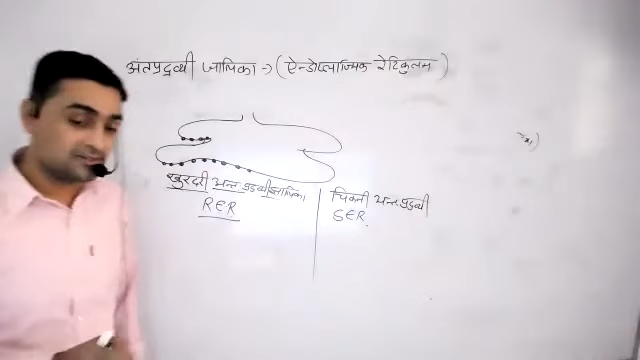 अंतप्रद्रव्यी जालिका → (ऐन्डोप्लाज्मिक रेटिकुलम)
खुरदरी अन्तः प्रद्रव्यी जालिका
RER
चिकनी अन्तः प्रद्रव्यी
SER